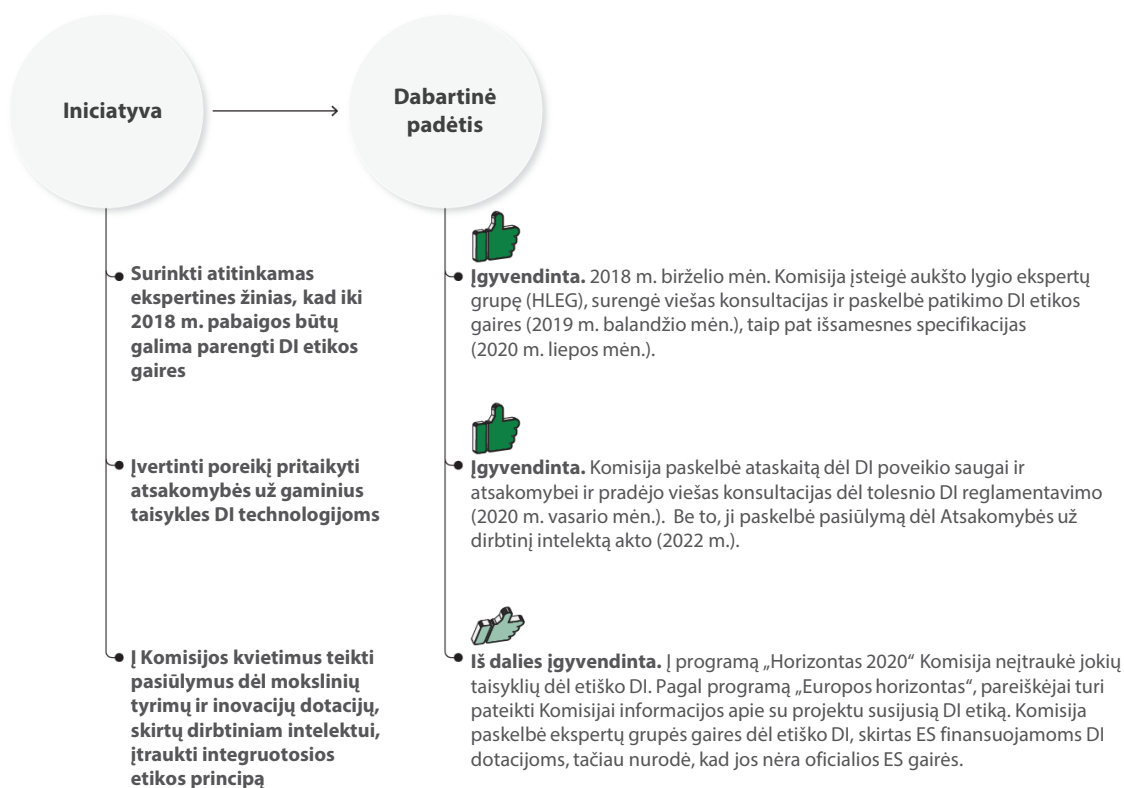 Iniciatyva
Dabartinė
padėtis
Surinkti atitinkamas
ekspertines žinias, kad iki
2018 m. pabaigos būtų
galima parengti DI etikos
gaires
Įgyvendinta. 2018 m. birželio mėn. Komisija įsteigė aukšto lygio ekspertų
grupę (HLEG), surengė viešas konsultacijas ir paskelbė patikimo DI etikos
gaires (2019 m. balandžio mėn.), taip pat išsamesnes specifikacijas
(2020 m. liepos mėn.).
Įvertinti poreikį pritaikyti
atsakomybės už gaminius
taisykles DI technologijoms
Įgyvendinta. Komisija paskelbė ataskaitą dėl DI poveikio saugai ir
atsakomybei ir pradėjo viešas konsultacijas dėl tolesnio DI reglamentavimo
(2020 m. vasario mėn.). Be to, ji paskelbė pasiūlymą dėl Atsakomybės už
dirbtinį intelektą akto (2022 m.).
Į Komisijos kvietimus teikti
pasiūlymus dėl mokslinių
tyrimų ir inovacijų dotacijų,
skirtų dirbtiniam intelektui,
įtraukti integruotosios
etikos principą
Iš dalies įgyvendinta. Į programą „Horizontas 2020“ Komisija neįtraukė jokių
taisyklių dėl etiško DI. Pagal programą „Europos horizontas“, pareiškėjai turi
pateikti Komisijai informacijos apie su projektu susijusią DI etiką. Komisija
paskelbė ekspertų grupės gaires dėl etiško DI, skirtas ES finansuojamoms DI
dotacijoms, tačiau nurodė, kad jos nėra oficialios ES gairės.